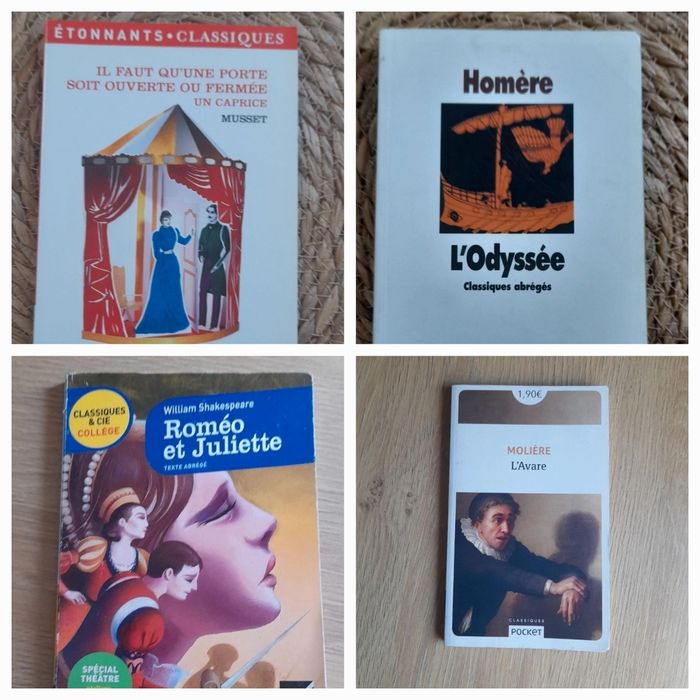 ÉTONNANTS • CLASSIQUES
IL FAUT QU'UNE PORTE
SOIT OUVERTE OU FERMÉE
UN CAPRICE
MUSSET
Homère
L'Odyssée
Classiques abrégés
CLASSIQUES
& CIE
COLLÈGE
William Shakespeare
Roméo
et Juliette
TEXTE ABRÉGÉ
SPÉCIAL
THÉÂTRE
1,90€
MOLIÈRE
L'Avare
CLASSIQUES
POCKET